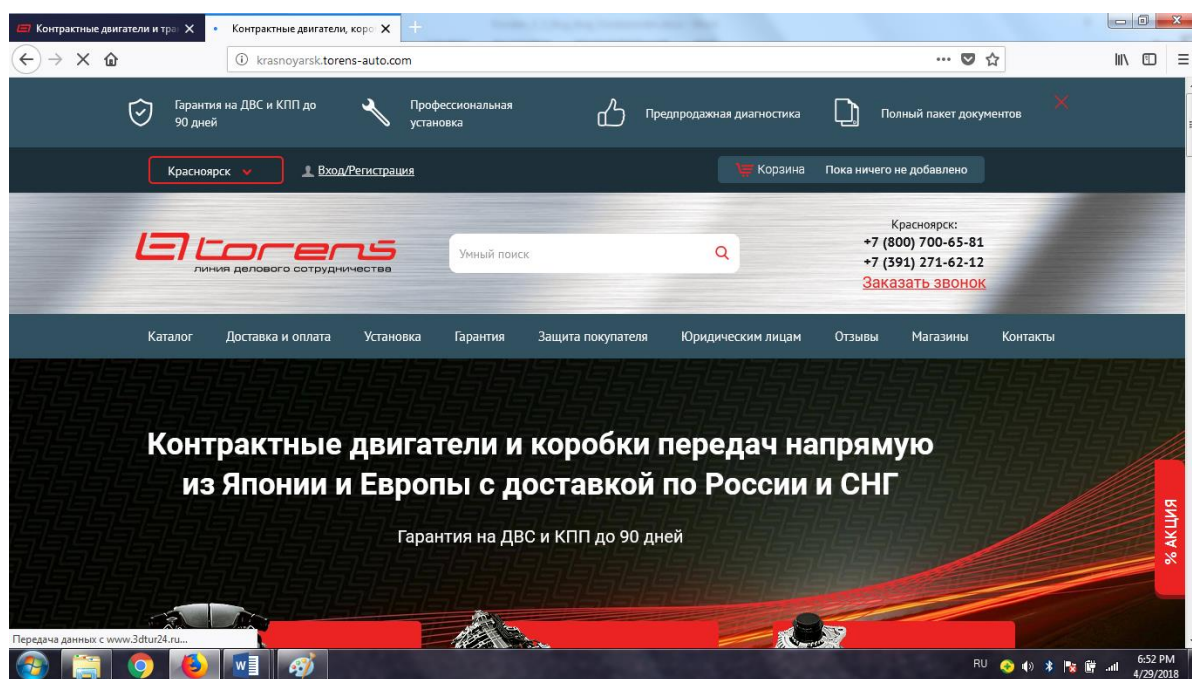 Контрактные двигатели и тра
Контрактные двигатели, коро
krasnoyarsk.torens-auto.com
Гарантия на ДВС и КПП до
90 дней
Профессиональная
установка
Предпродажная диагностика
Полный пакет документов
Красноярск
Вход/Регистрация
Корзина Пока ничего не добавлено
torens
линия делового сотрудничества
Умный поиск
Красноярск:
+7 (800) 700-65-81
+7 (391) 271-62-12
Заказать звонок
Каталог Доставка и оплата Установка Гарантия Защита покупателя Юридическим лицам Отзывы Магазины Контакты
Контрактные двигатели и коробки передач напрямую
из Японии и Европы с доставкой по России и СНГ
Гарантия на ДВС и КПП до 90 дней
% АКЦИЯ
Передача данных с www.3dtur24.ru...
RU
6:52 PM
4/29/2018